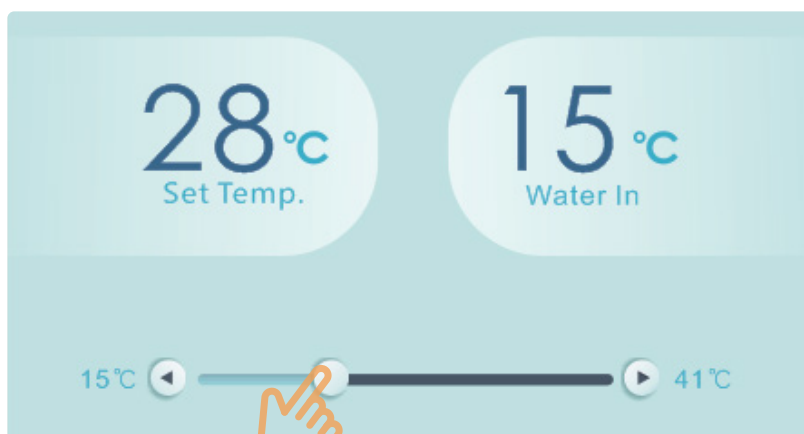 28℃
Set Temp.
15℃
Water In
15℃
41℃